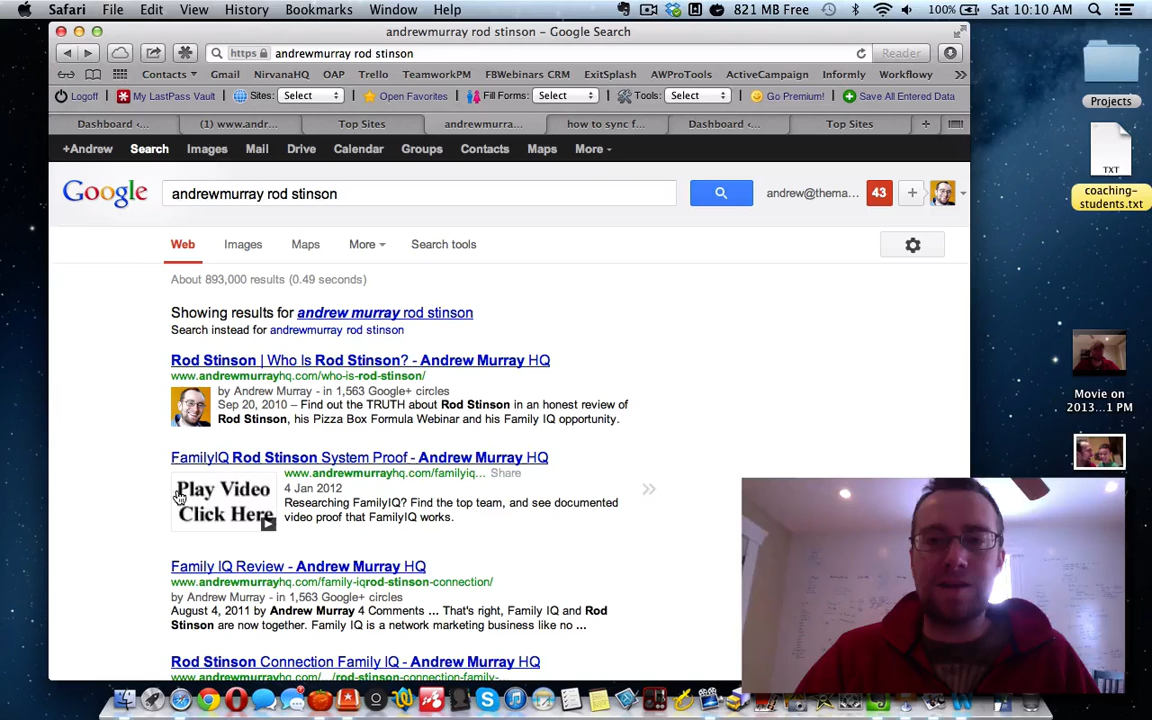 Safari File Edit View History Bookmarks Window Help 821 MB Free 100% Sat 10:10 AM
andrewmurray rod stinson – Google Search
https andrewmurray rod stinson Reader
Contacts Gmail NirvanaHQ OAP Trello TeamworkPM FBWebinars CRM ExitSplash AWProTools ActiveCampaign Informly Workflowy
Logoff My LastPass Vault Sites: Select Open Favorites Fill Forms: Select Tools: Select Go Premium! Save All Entered Data
Dashboard <... (1) www.andr... Top Sites andrewmurra... how to sync f... Dashboard <... Top Sites
+Andrew Search Images Mail Drive Calendar Groups Contacts Maps More
Google andrewmurray rod stinson andrew@thema... 43 +
Web Images Maps More Search tools
About 893,000 results (0.49 seconds)
Showing results for andrew murray rod stinson
Search instead for andrewmurray rod stinson
Rod Stinson | Who Is Rod Stinson? - Andrew Murray HQ
www.andrewmurrayhq.com/who-is-rod-stinson/
by Andrew Murray - in 1,563 Google+ circles
Sep 20, 2010 – Find out the TRUTH about Rod Stinson in an honest review of
Rod Stinson, his Pizza Box Formula Webinar and his Family IQ opportunity.
FamilyIQ Rod Stinson System Proof - Andrew Murray HQ
www.andrewmurrayhq.com/familyiq... Share
Play Video
Click Here
4 Jan 2012
Researching FamilyIQ? Find the top team, and see documented
video proof that FamilyIQ works.
Family IQ Review - Andrew Murray HQ
www.andrewmurrayhq.com/family-iqrod-stinson-connection/
by Andrew Murray - in 1,563 Google+ circles
August 4, 2011 by Andrew Murray 4 Comments ... That's right, Family IQ and Rod
Stinson are now together. Family IQ is a network marketing business like no ...
Rod Stinson Connection Family IQ - Andrew Murray HQ
www.andrewmurrayhq.com/.../rod-stinson-connection-family-...
Projects
TXT
coaching-
students.txt
Movie on
2013...1 PM